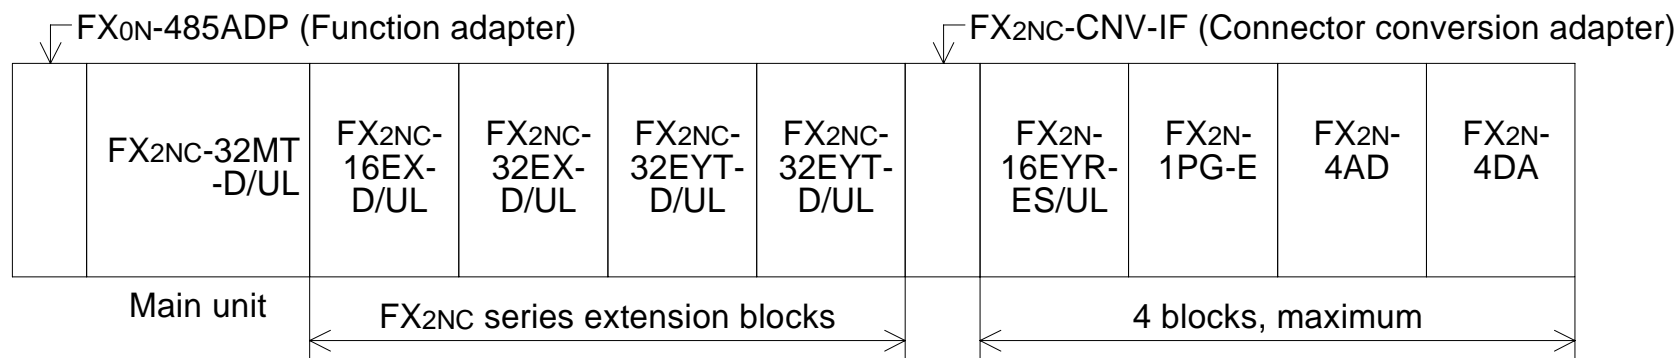 FX0N-485ADP (Function adapter)
FX2NC-CNV-IF (Connector conversion adapter)
FX2NC-32MT
-D/UL
FX2NC-
16EX-
D/UL
FX2NC-
32EX-
D/UL
FX2NC-
32EYT-
D/UL
FX2NC-
32EYT-
D/UL
FX2N-
16EYR-
ES/UL
FX2N-
1PG-E
FX2N-
4AD
FX2N-
4DA
Main unit
FX2NC series extension blocks
4 blocks, maximum